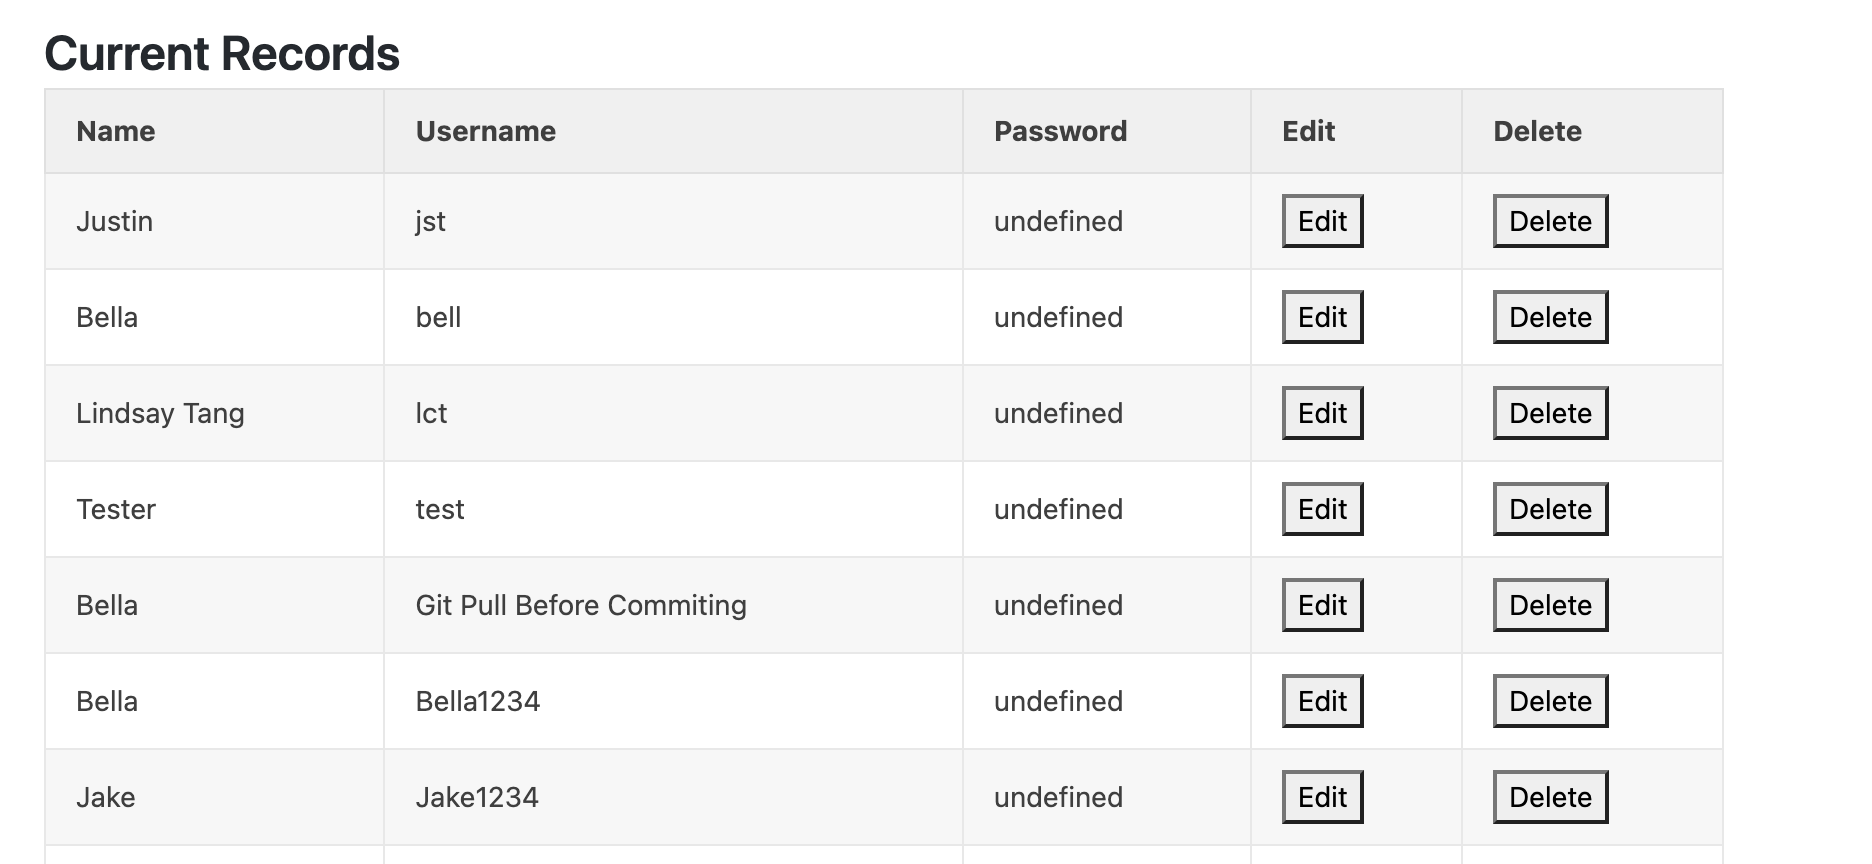 Current Records
Name Username Password Edit Delete
Justin jst undefined Edit Delete
Bella bell undefined Edit Delete
Lindsay Tang lct undefined Edit Delete
Tester test undefined Edit Delete
Bella Git Pull Before Commiting undefined Edit Delete
Bella Bella1234 undefined Edit Delete
Jake Jake1234 undefined Edit Delete